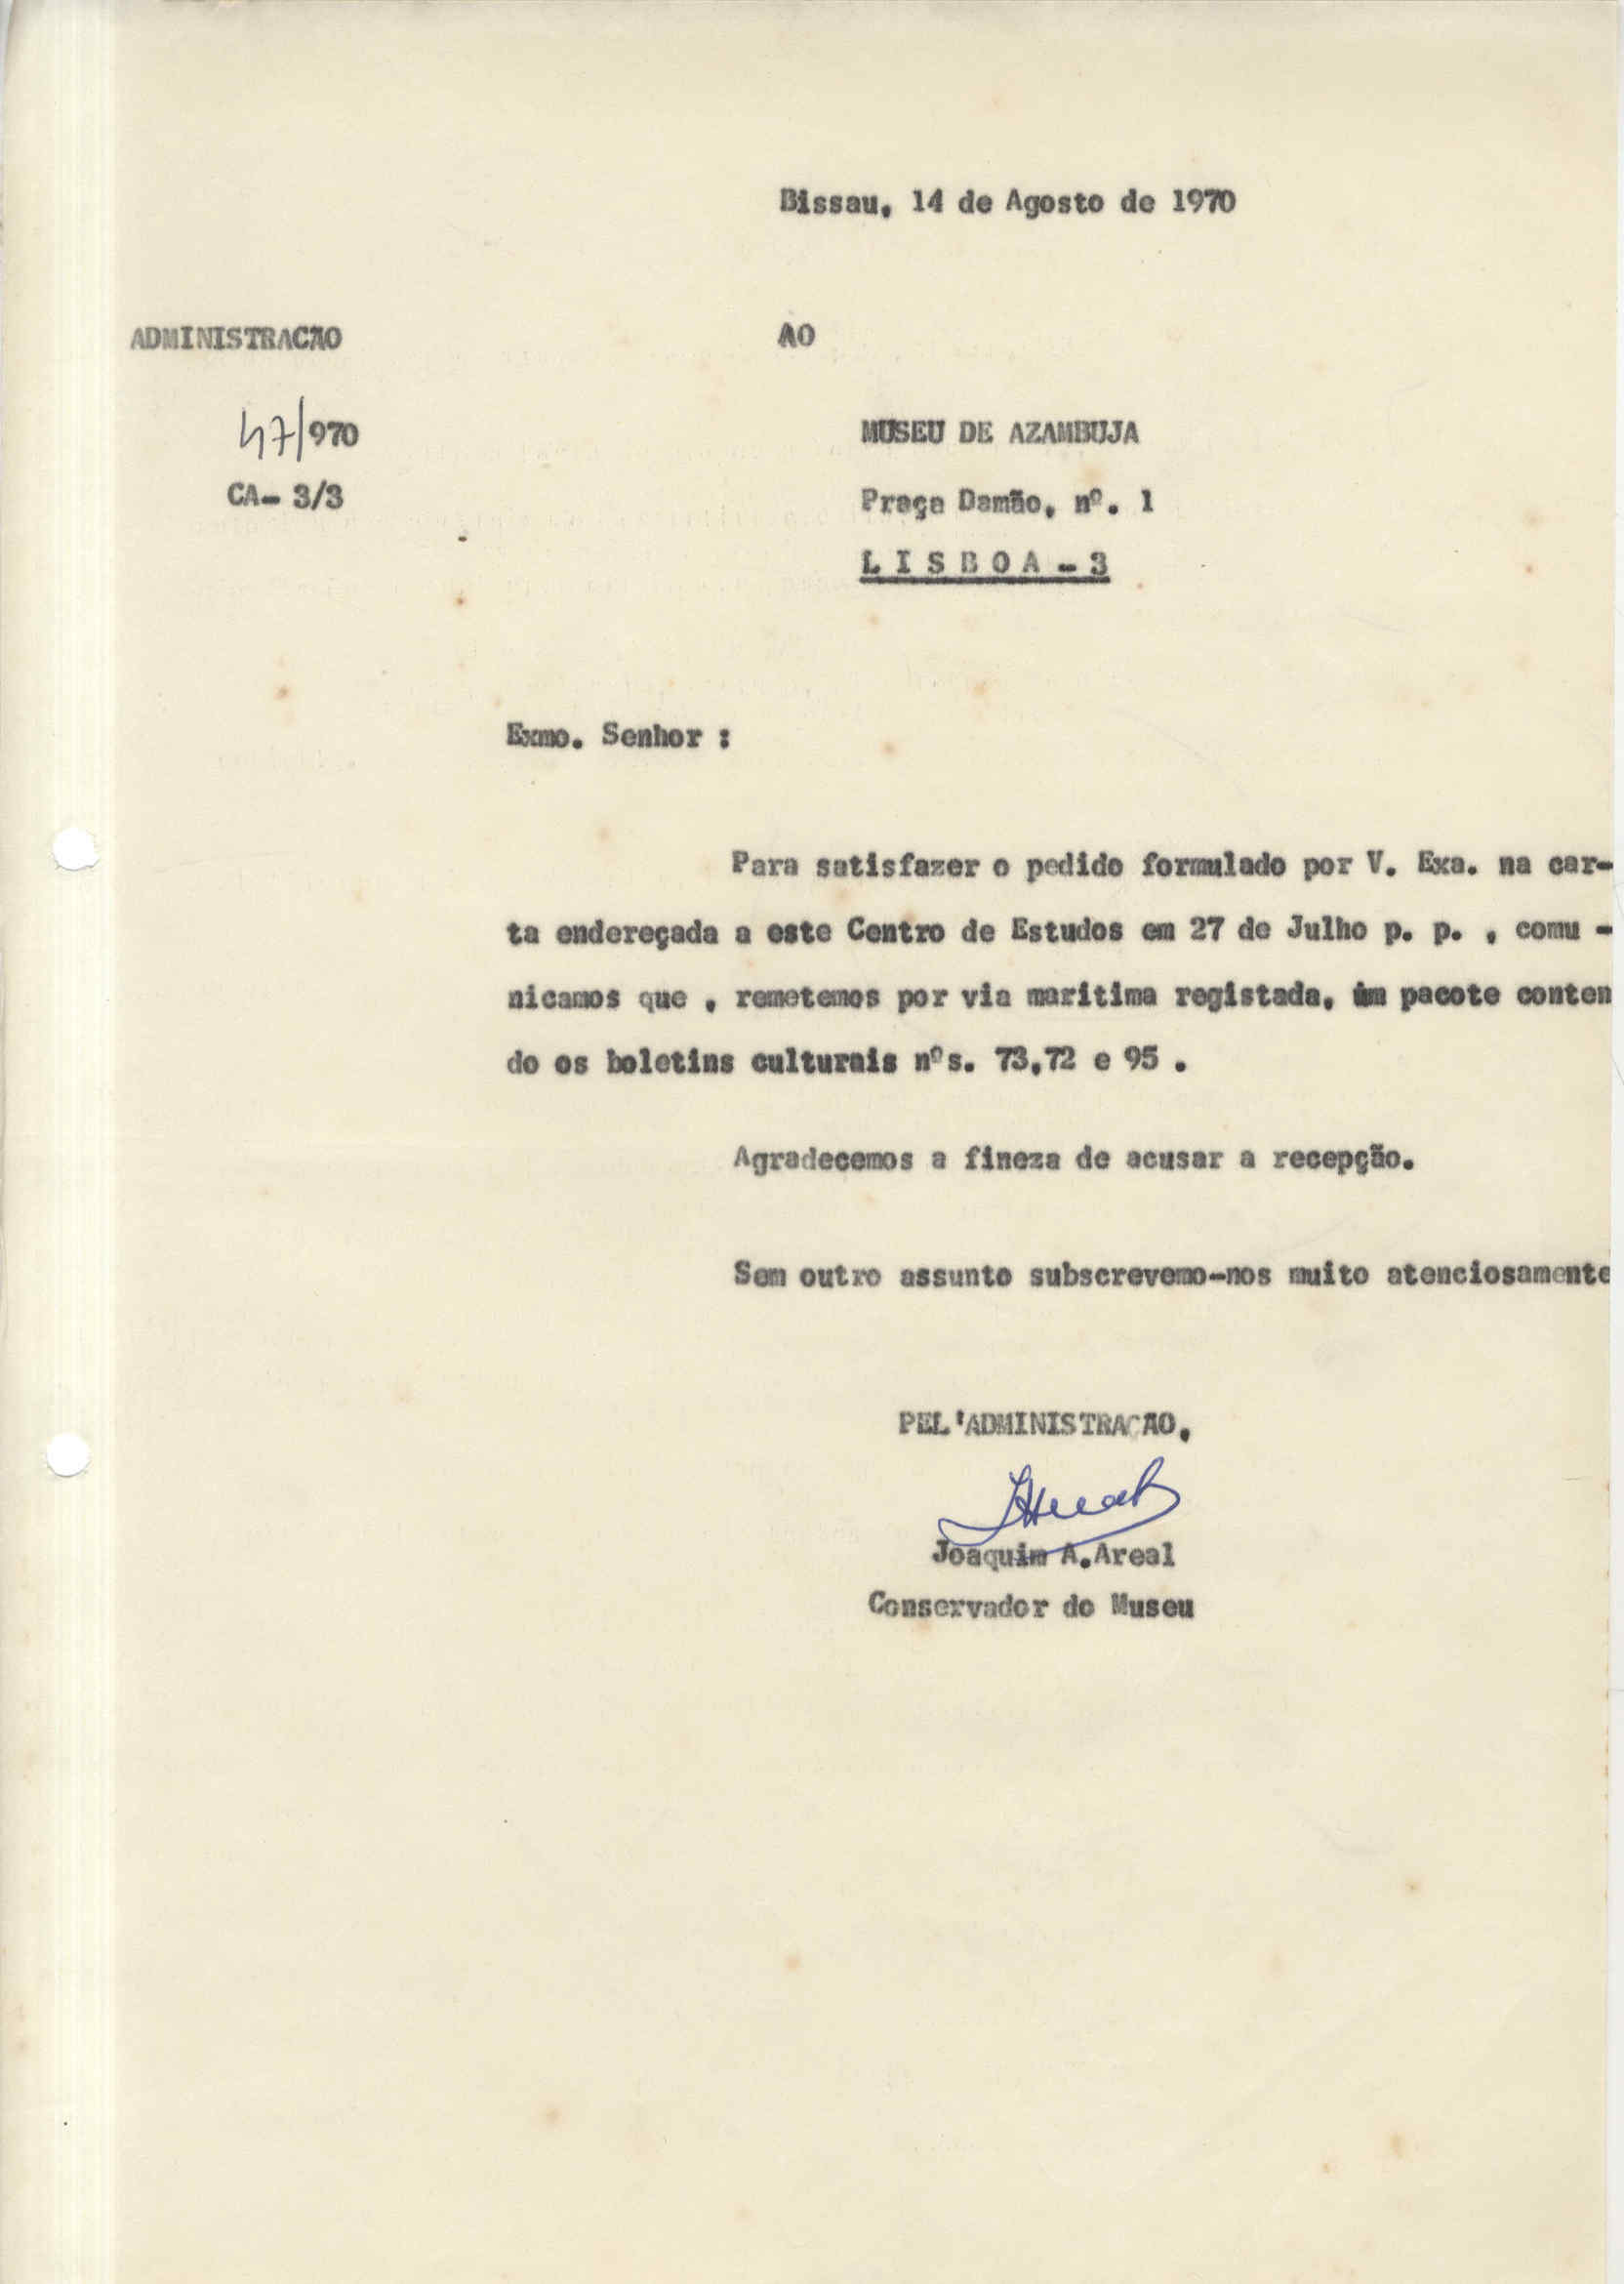 Bissau, 14 de Agosto de 1970
ADMINISTRACÃO
AO
47/970
MUSEU DE AZAMBUJA
CA- 3/3
Praça Damão, nº. 1
LISBOA-3
Exmo. Senhor :
Para satisfazer o pedido formulado por V. Exa. na car-
ta endereçada a este Centro de Estudos em 27 de Julho p. p. , comu -
nicamos que , remetemos por via maritima registada, um pacote conten
do os boletins culturais nºs. 73,72 e 95 .
Agradecemos a fineza de acusar a recepção.
Sem outro assunto subscrevemo-nos muito atenciosamente
PEL'ADMINISTRAÇÃO,
Joaquim A.Areal
Conservador do Museu